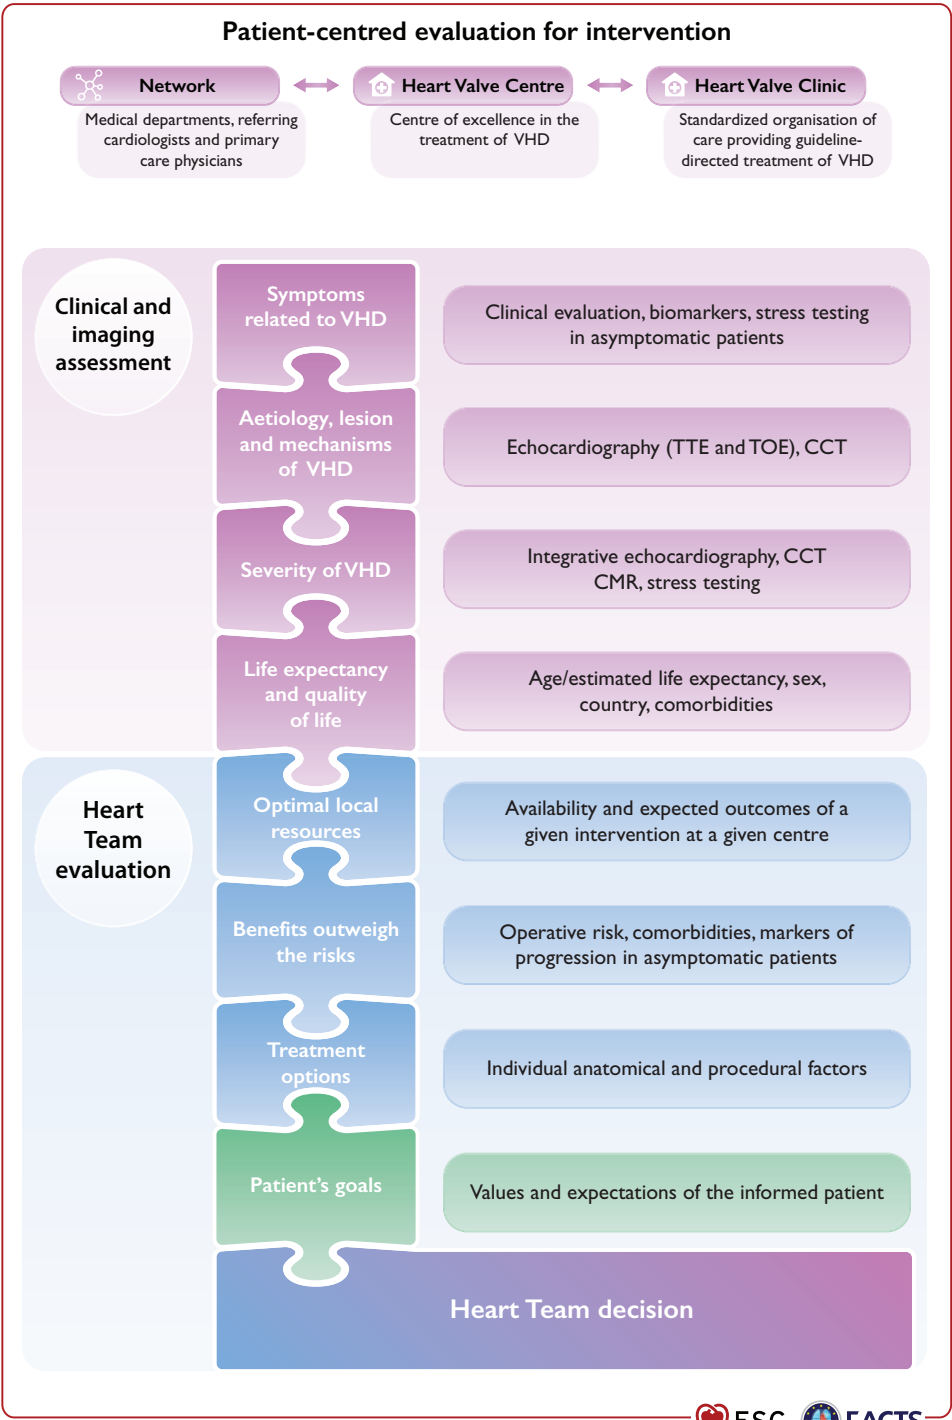 Patient-centred evaluation for intervention
Network
Heart Valve Centre
Heart Valve Clinic
Medical departments, referring
cardiologists and primary
care physicians
Centre of excellence in the
treatment of VHD
Standardized organisation of
care providing guideline-
directed treatment of VHD
Clinical and
imaging
assessment
Symptoms
related to VHD
Clinical evaluation, biomarkers, stress testing
in asymptomatic patients
Aetiology, lesion
and mechanisms
of VHD
Echocardiography (TTE and TOE), CCT
Severity of VHD
Integrative echocardiography, CCT
CMR, stress testing
Life expectancy
and quality
of life
Age/estimated life expectancy, sex,
country, comorbidities
Heart
Team
evaluation
Optimal local
resources
Availability and expected outcomes of a
given intervention at a given centre
Benefits outweigh
the risks
Operative risk, comorbidities, markers of
progression in asymptomatic patients
Treatment
options
Individual anatomical and procedural factors
Patient's goals
Values and expectations of the informed patient
Heart Team decision
ESC
EACTS